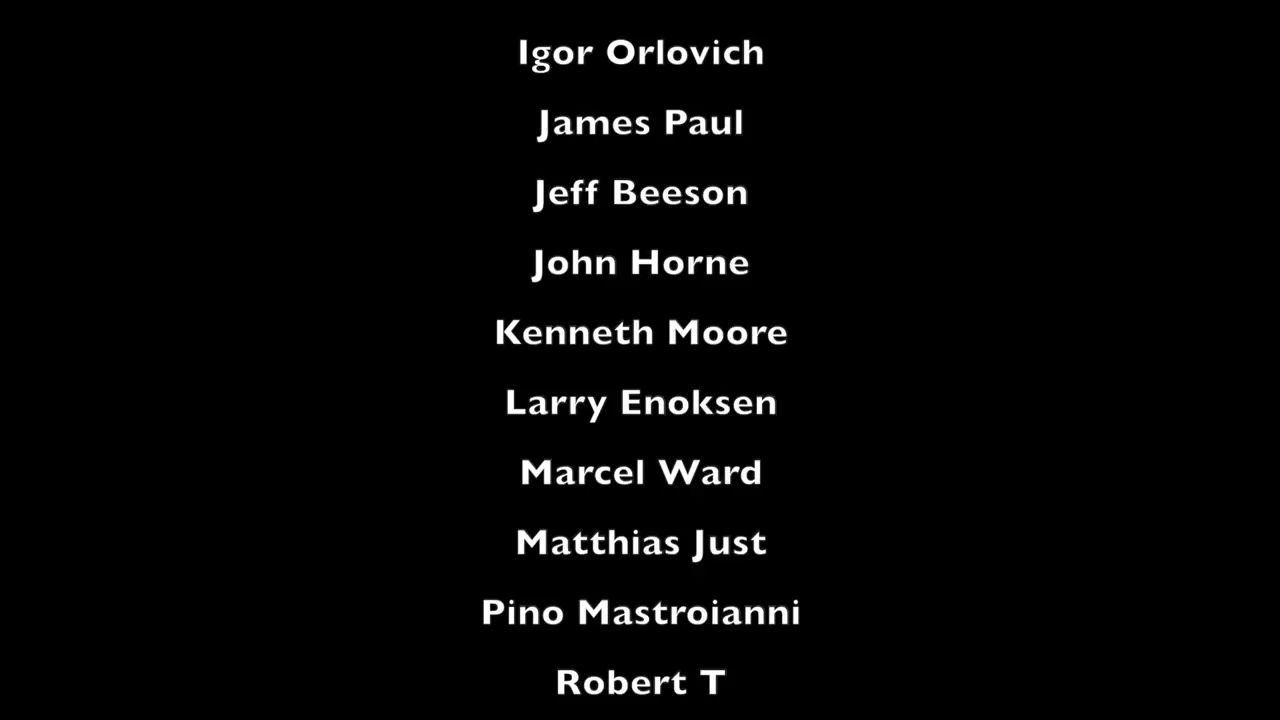 Igor Orlovich
James Paul
Jeff Beeson
John Horne
Kenneth Moore
Larry Enoksen
Marcel Ward
Matthias Just
Pino Mastroianni
Robert T